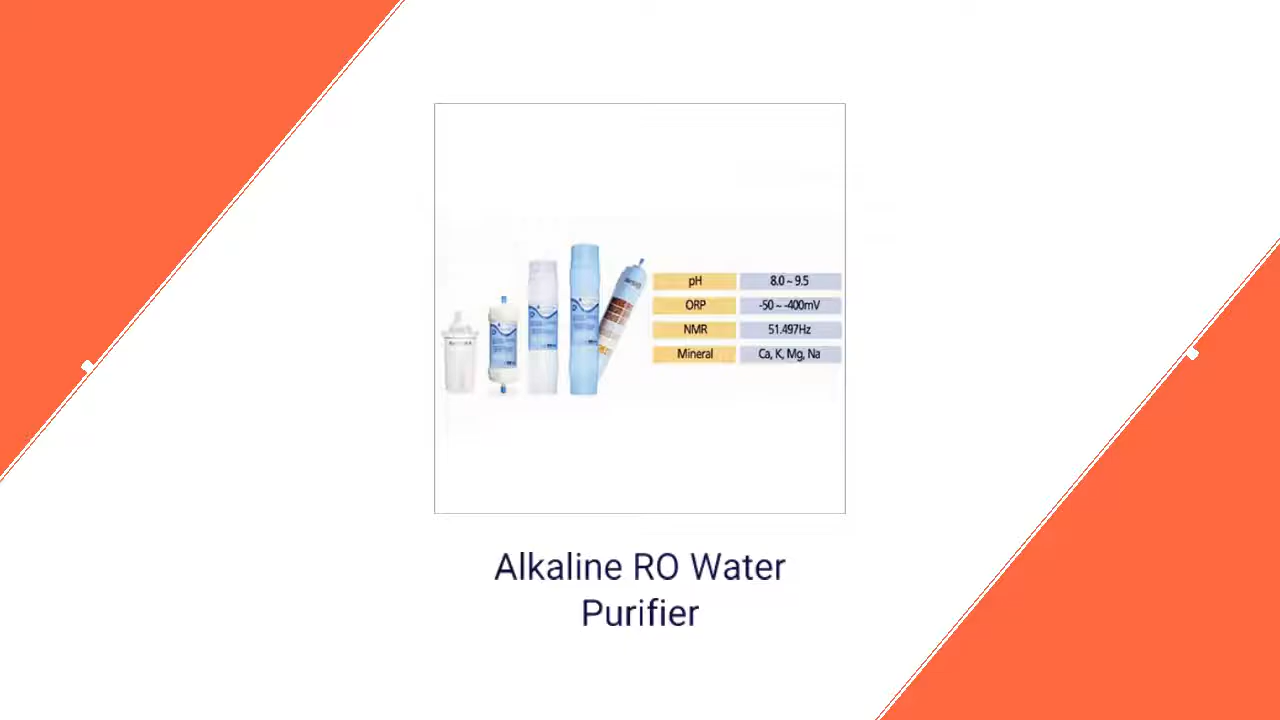 pH 8.0 ~ 9.5
ORP -50 ~ -400mV
NMR 51.497Hz
Mineral Ca, K, Mg, Na
Alkaline RO Water
Purifier